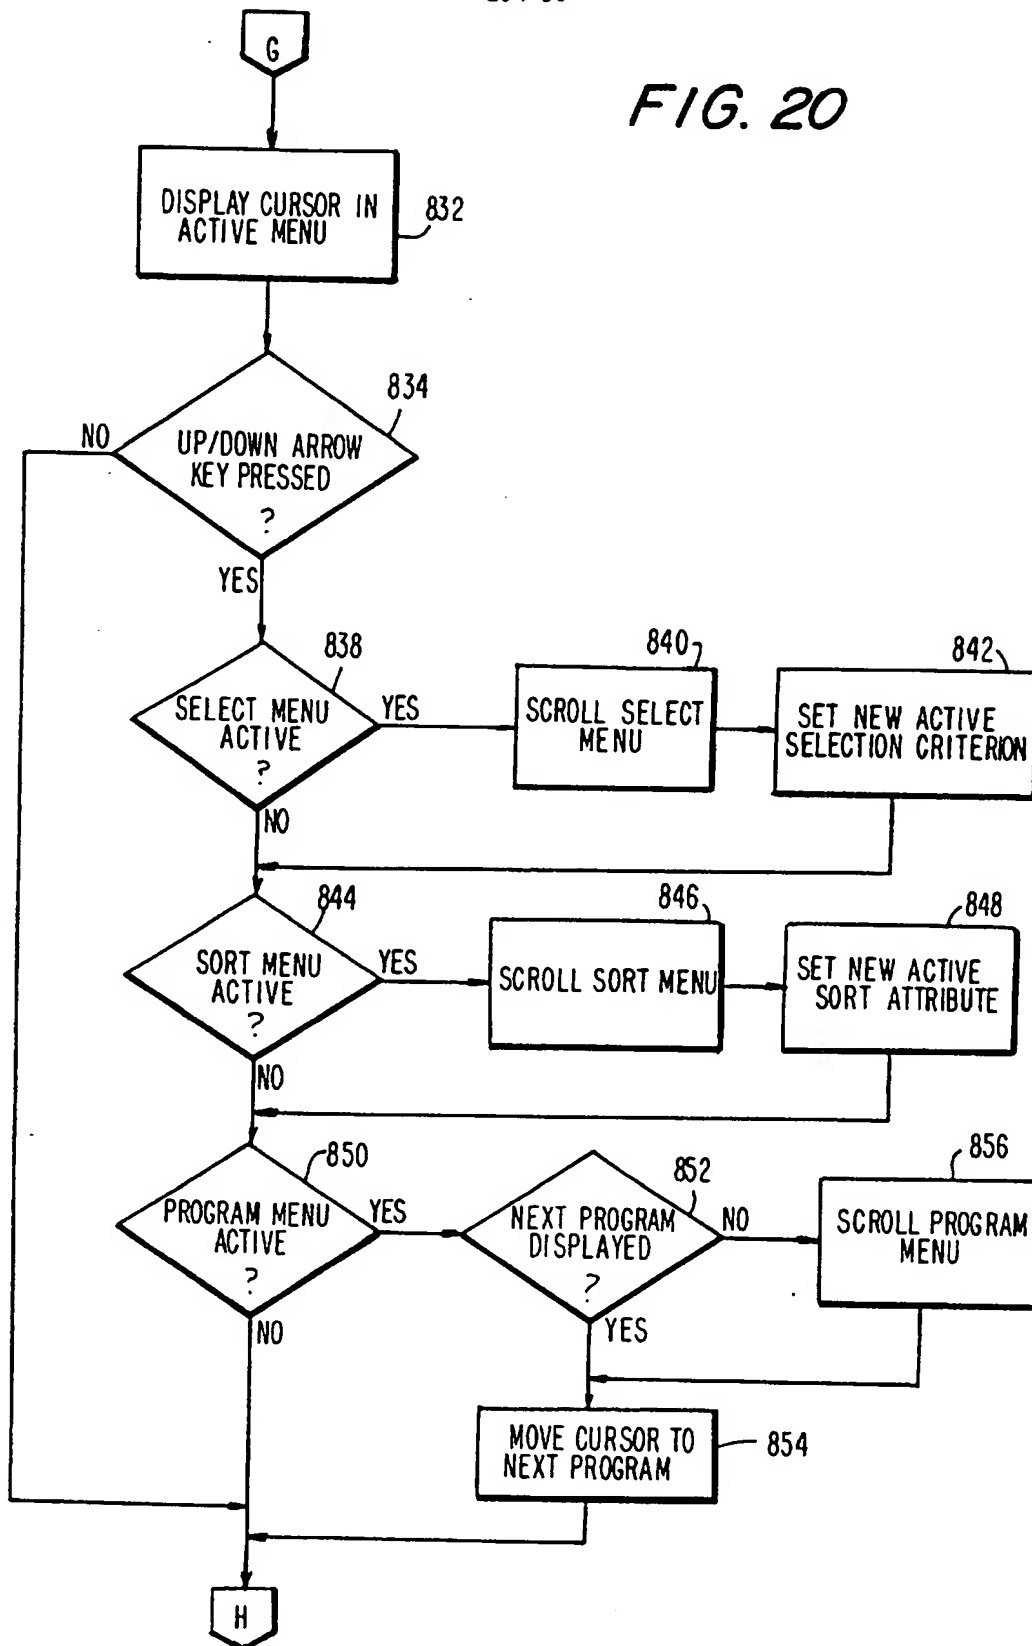 G
FIG. 20
DISPLAY CURSOR IN
ACTIVE MENU
832
834
NO
UP/DOWN ARROW
KEY PRESSED
?
YES
838
SELECT MENU
ACTIVE
?
YES
840
SCROLL SELECT
MENU
842
SET NEW ACTIVE
SELECTION CRITERION
NO
844
SORT MENU
ACTIVE
?
YES
846
SCROLL SORT MENU
848
SET NEW ACTIVE
SORT ATTRIBUTE
NO
850
PROGRAM MENU
ACTIVE
?
YES
852
NEXT PROGRAM
DISPLAYED
?
NO
856
SCROLL PROGRAM
MENU
NO
YES
MOVE CURSOR TO
NEXT PROGRAM
854
H